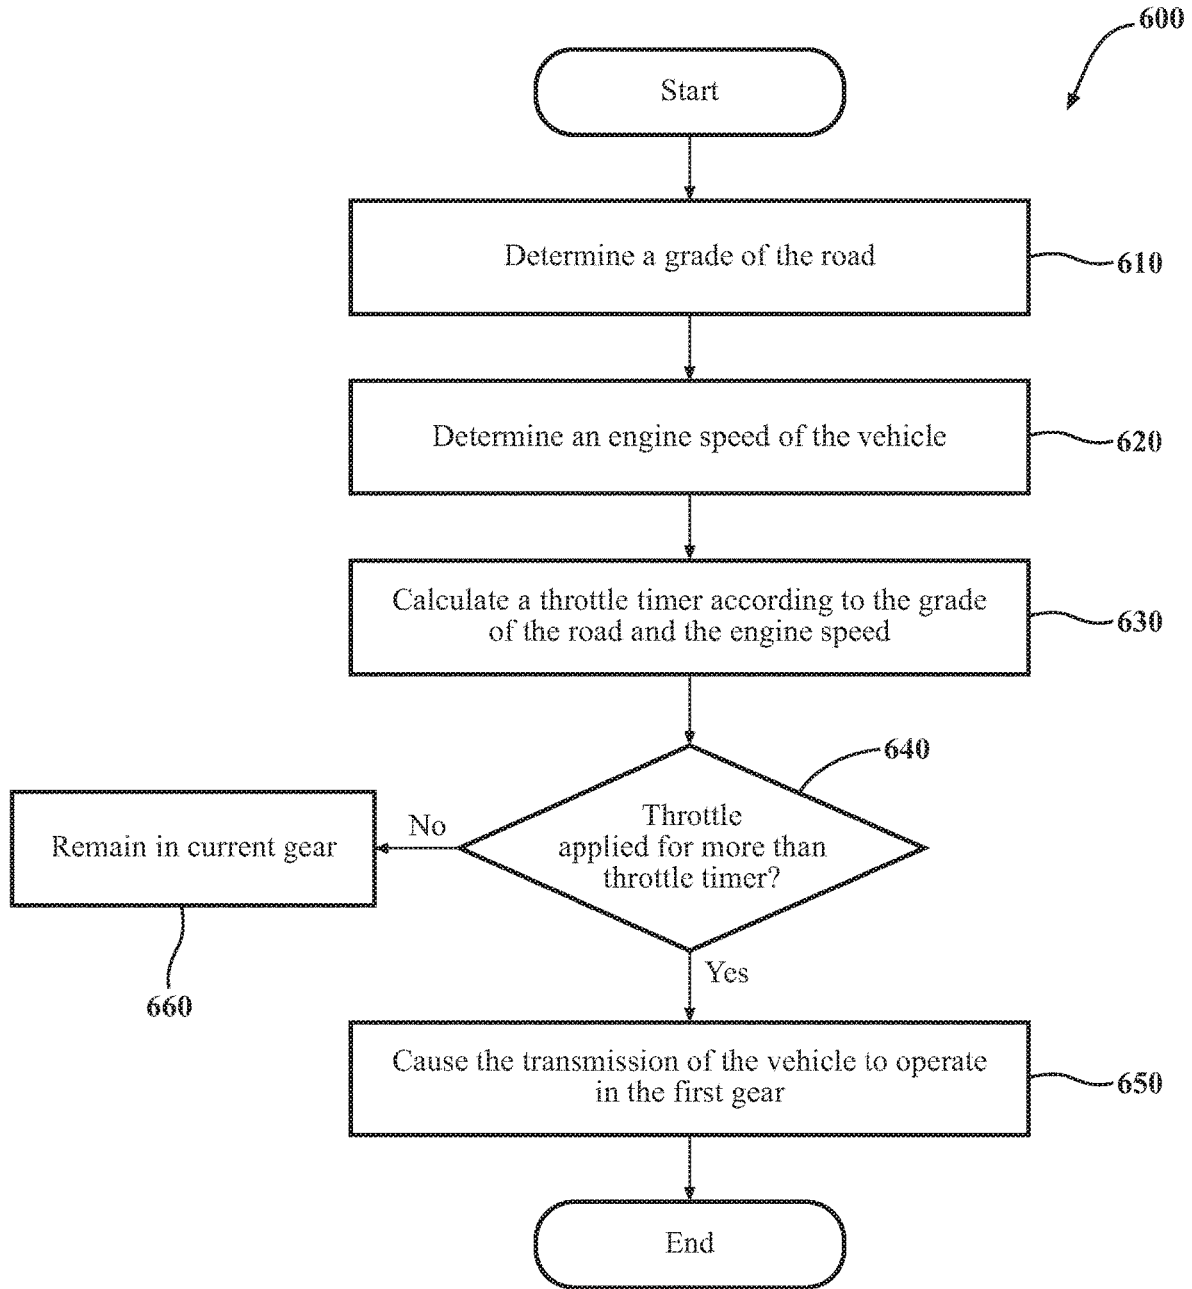 600
Start
Determine a grade of the road
610
Determine an engine speed of the vehicle
620
Calculate a throttle timer according to the grade
of the road and the engine speed
630
640
Throttle
applied for more than
throttle timer?
No
Remain in current gear
660
Yes
Cause the transmission of the vehicle to operate
in the first gear
650
End